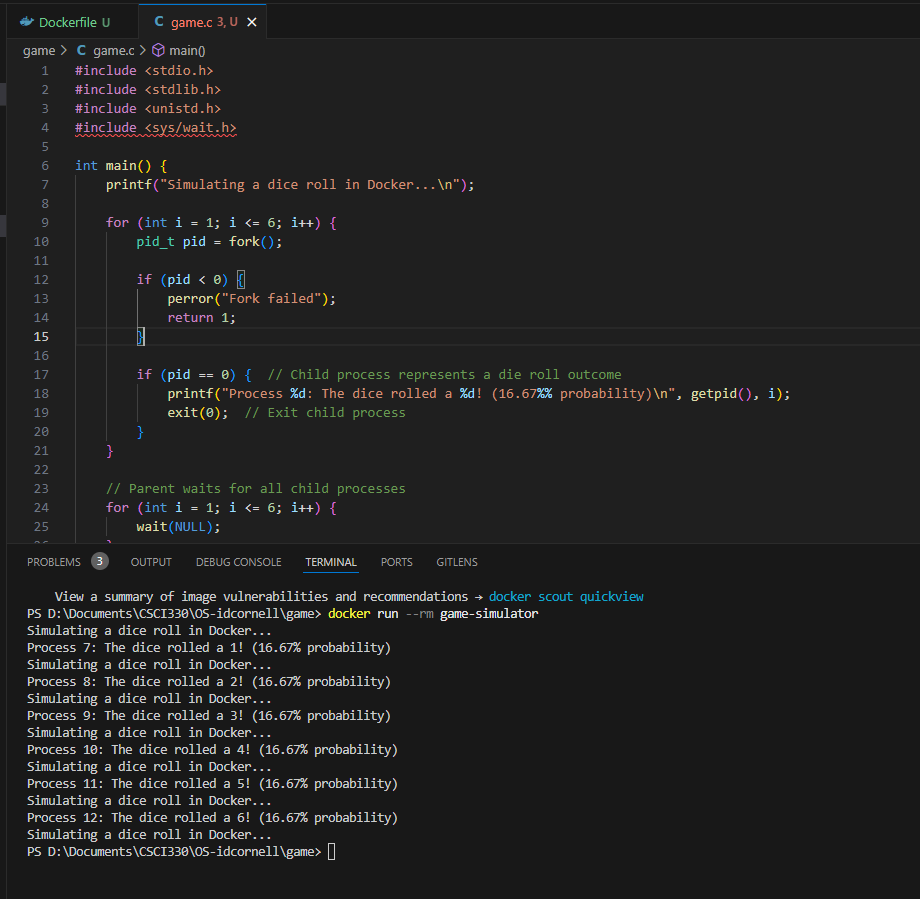 Dockerfile U
C game.c 3, U ×
game > C game.c > main()
1 #include <stdio.h>
2 #include <stdlib.h>
3 #include <unistd.h>
4 #include <sys/wait.h>
5
6 int main() {
7 printf("Simulating a dice roll in Docker...\n");
8
9 for (int i = 1; i <= 6; i++) {
10 pid_t pid = fork();
11
12 if (pid < 0) {
13 perror("Fork failed");
14 return 1;
15 }
16
17 if (pid == 0) { // Child process represents a die roll outcome
18 printf("Process %d: The dice rolled a %d! (16.67%% probability)\n", getpid(), i);
19 exit(0); // Exit child process
20 }
21 }
22
23 // Parent waits for all child processes
24 for (int i = 1; i <= 6; i++) {
25 wait(NULL);
PROBLEMS 3 OUTPUT DEBUG CONSOLE TERMINAL PORTS GITLENS
View a summary of image vulnerabilities and recommendations → docker scout quickview
PS D:\Documents\CSCI330\OS-idcornell\game> docker run --rm game-simulator
Simulating a dice roll in Docker...
Process 7: The dice rolled a 1! (16.67% probability)
Simulating a dice roll in Docker...
Process 8: The dice rolled a 2! (16.67% probability)
Simulating a dice roll in Docker...
Process 9: The dice rolled a 3! (16.67% probability)
Simulating a dice roll in Docker...
Process 10: The dice rolled a 4! (16.67% probability)
Simulating a dice roll in Docker...
Process 11: The dice rolled a 5! (16.67% probability)
Simulating a dice roll in Docker...
Process 12: The dice rolled a 6! (16.67% probability)
Simulating a dice roll in Docker...
PS D:\Documents\CSCI330\OS-idcornell\game>